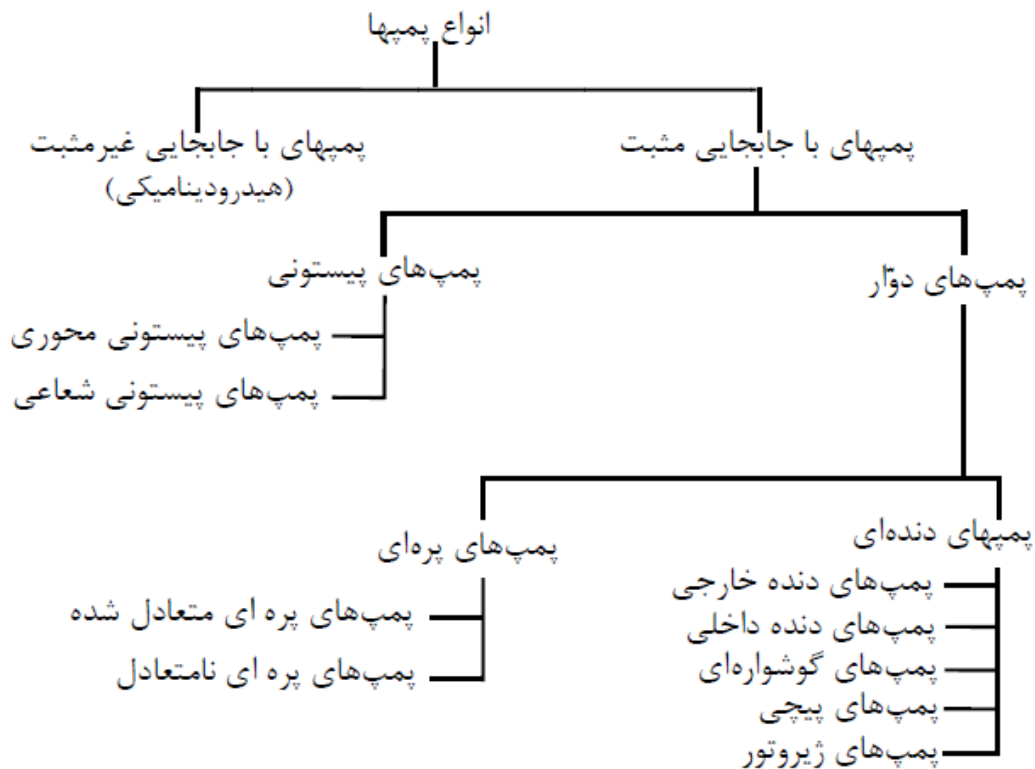 انواع پمپها
پمپهای با جابجایی مثبت
پمپهای با جابجایی غیرمثبت
(هیدرودینامیکی)
پمپ‌های دوّار
پمپ‌های پیستونی
پمپ‌های پیستونی محوری
پمپ‌های پیستونی شعاعی
پمپهای دنده‌ای
پمپ‌های دنده خارجی
پمپ‌های دنده داخلی
پمپ‌های گوشواره‌ای
پمپ‌های پیچی
پمپ‌های ژیروتور
پمپ‌های پره‌ای
پمپ‌های پره ای متعادل شده
پمپ‌های پره ای نامتعادل